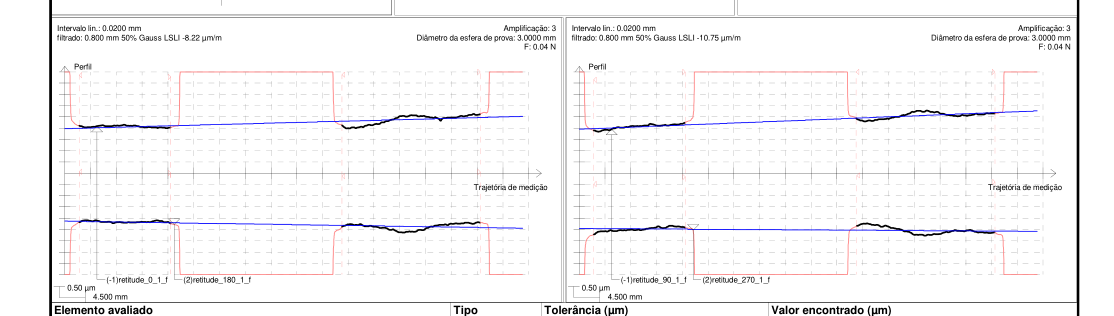 Intervalo lin.: 0.0200 mm
filtrado: 0.800 mm 50% Gauss LSLI -8.22 µm/m
Amplificação: 3
Diâmetro da esfera de prova: 3.0000 mm
F: 0.04 N
Perfil
Trajetória de medição
(-1)retitude_0_1_f
(2)retitude_180_1_f
0.50 µm
4.500 mm
Intervalo lin.: 0.0200 mm
filtrado: 0.800 mm 50% Gauss LSLI -10.75 µm/m
Amplificação: 3
Diâmetro da esfera de prova: 3.0000 mm
F: 0.04 N
Perfil
Trajetória de medição
(-1)retitude_90_1_f
(2)retitude_270_1_f
0.50 µm
4.500 mm
Elemento avaliado Tipo Tolerância (µm) Valor encontrado (µm)